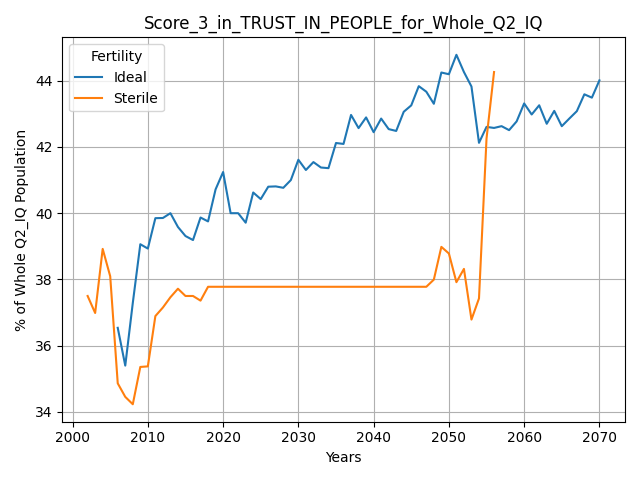 Score_3_in_TRUST_IN_PEOPLE_for_Whole_Q2_IQ
Fertility
Ideal
Sterile
% of Whole Q2_IQ Population
44
42
40
38
36
34
2000 2010 2020 2030 2040 2050 2060 2070
Years